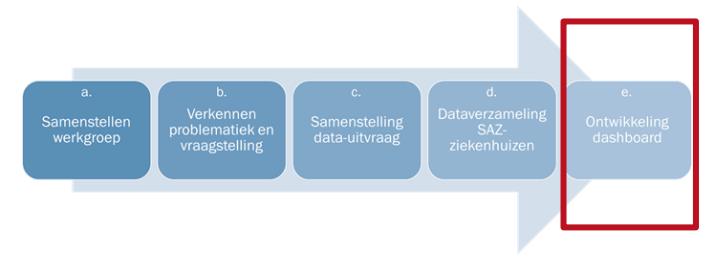 a.
Samenstellen
werkgroep
b.
Verkennen
problematiek en
vraagstelling
c.
Samenstelling
data-uitvraag
d.
Dataverzameling
SAZ-
ziekenhuizen
e.
Ontwikkeling
dashboard